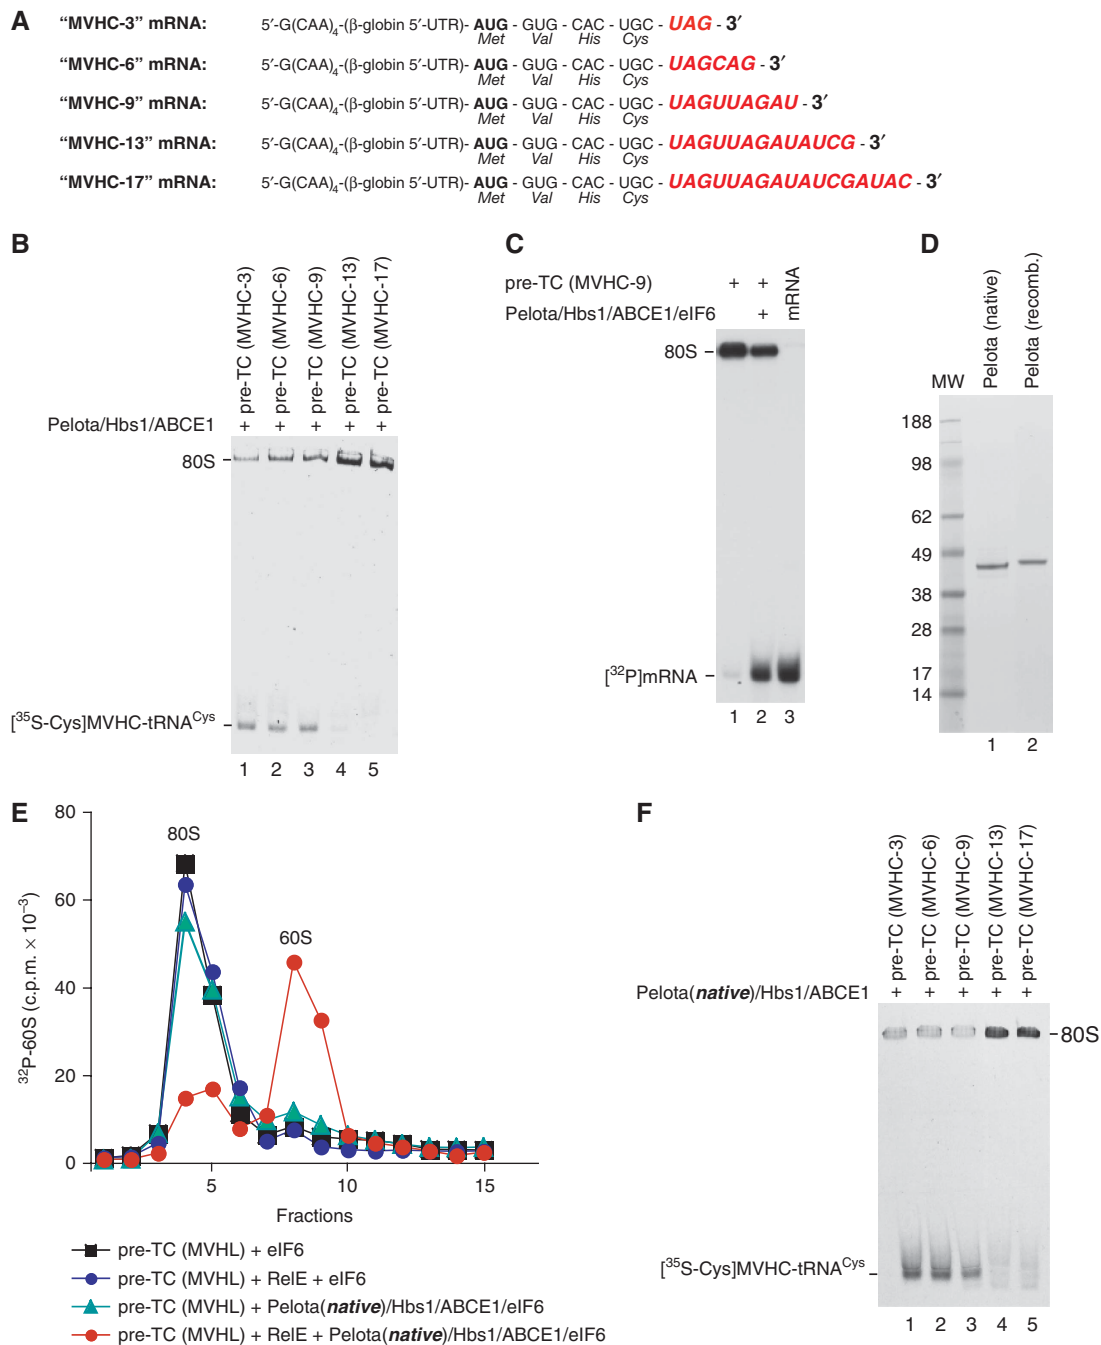 A
“MVHC-3” mRNA: 5′-G(CAA)4-(β-globin 5′-UTR)- AUG - GUG - CAC - UGC - UAG - 3′
Met Val His Cys
“MVHC-6” mRNA: 5′-G(CAA)4-(β-globin 5′-UTR)- AUG - GUG - CAC - UGC - UAGCAG - 3′
Met Val His Cys
“MVHC-9” mRNA: 5′-G(CAA)4-(β-globin 5′-UTR)- AUG - GUG - CAC - UGC - UAGUUAGAU - 3′
Met Val His Cys
“MVHC-13” mRNA: 5′-G(CAA)4-(β-globin 5′-UTR)- AUG - GUG - CAC - UGC - UAGUUAGAUAUCG - 3′
Met Val His Cys
“MVHC-17” mRNA: 5′-G(CAA)4-(β-globin 5′-UTR)- AUG - GUG - CAC - UGC - UAGUUAGAUAUCGAUAC - 3′
Met Val His Cys
B
pre-TC (MVHC-3)
pre-TC (MVHC-6)
pre-TC (MVHC-9)
pre-TC (MVHC-13)
pre-TC (MVHC-17)
Pelota/Hbs1/ABCE1 + + + + +
80S
[35S-Cys]MVHC-tRNACys
1 2 3 4 5
C
pre-TC (MVHC-9) + +
Pelota/Hbs1/ABCE1/eIF6 +
mRNA
80S
[32P]mRNA
1 2 3
D
MW
Pelota (native)
Pelota (recomb.)
188
98
62
49
38
28
17
14
1 2
E
80
60
40
20
0
32P-60S (c.p.m. × 10−3)
80S
60S
5 10 15
Fractions
pre-TC (MVHL) + eIF6
pre-TC (MVHL) + RelE + eIF6
pre-TC (MVHL) + Pelota(native)/Hbs1/ABCE1/eIF6
pre-TC (MVHL) + RelE + Pelota(native)/Hbs1/ABCE1/eIF6
F
pre-TC (MVHC-3)
pre-TC (MVHC-6)
pre-TC (MVHC-9)
pre-TC (MVHC-13)
pre-TC (MVHC-17)
Pelota(native)/Hbs1/ABCE1 + + + + +
80S
[35S-Cys]MVHC-tRNACys
1 2 3 4 5